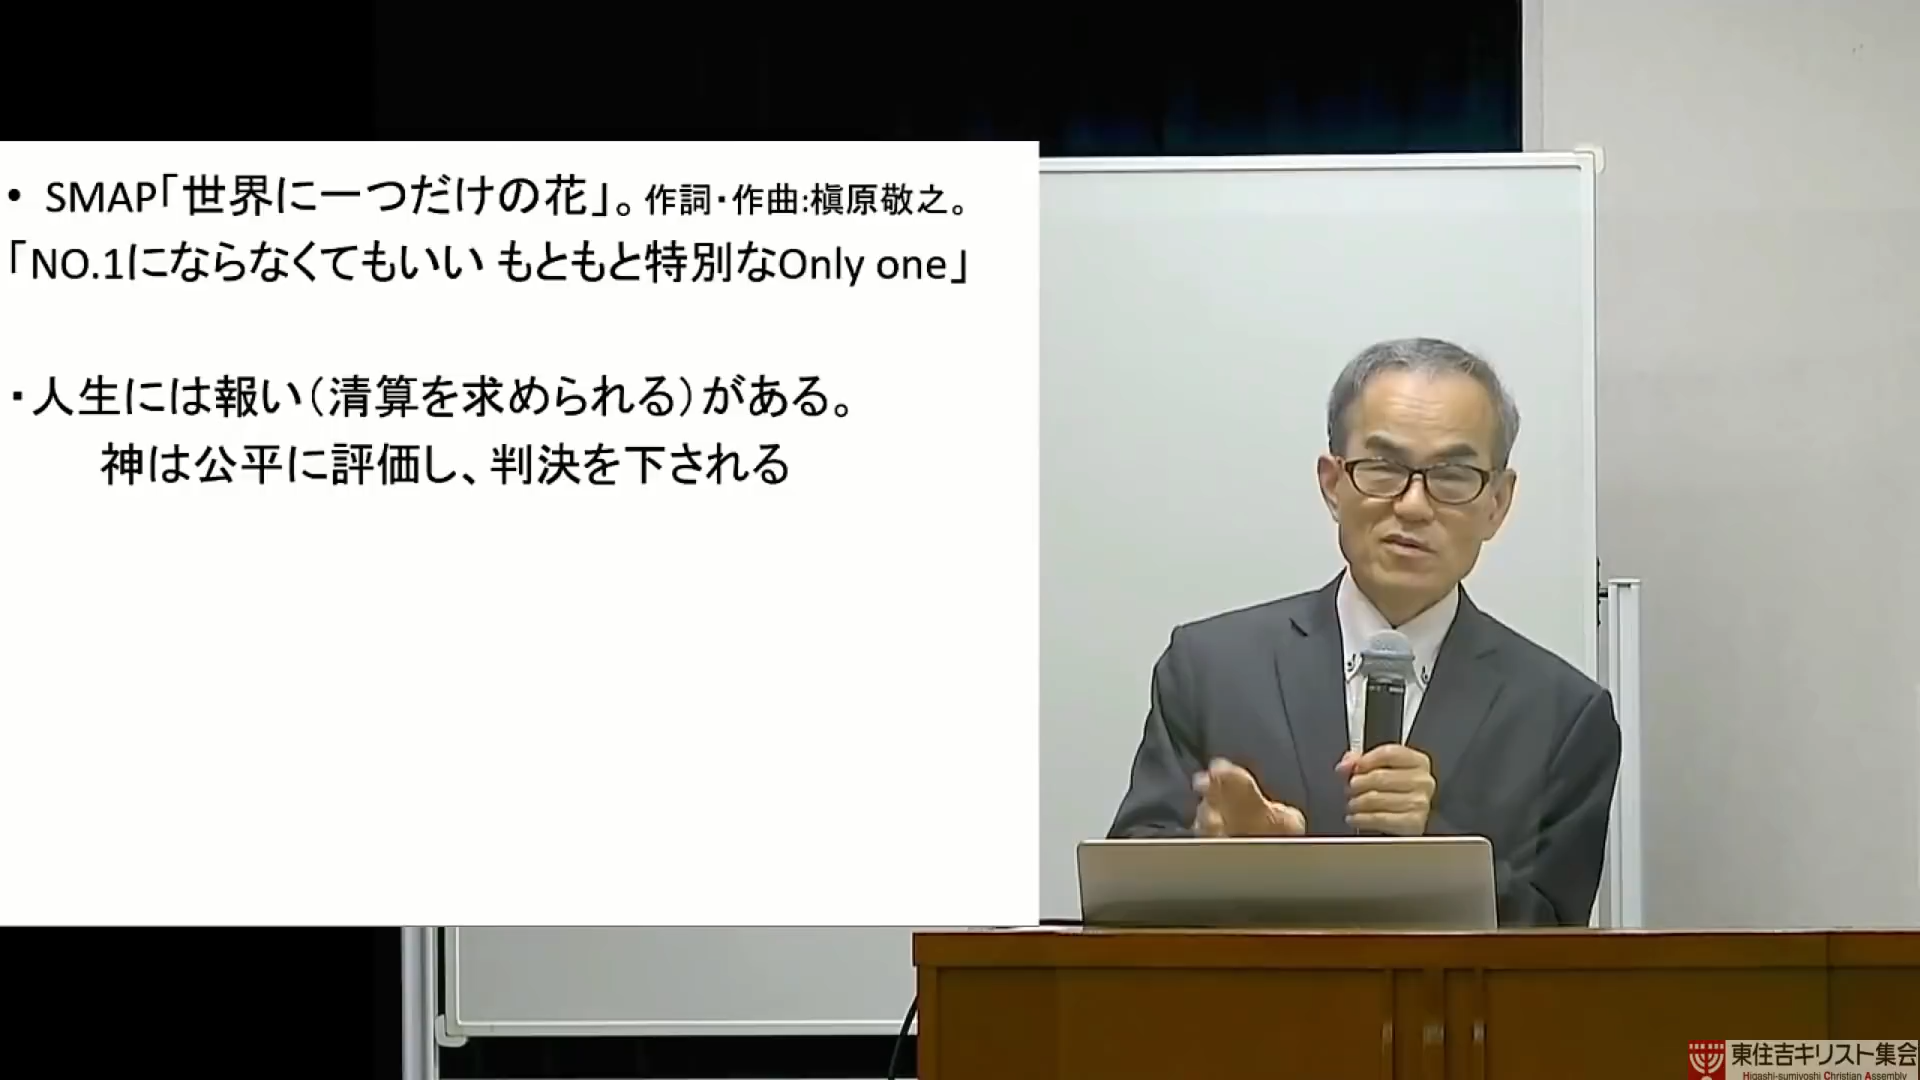 • SMAP「世界に一つだけの花」。作詞・作曲:槇原敬之。
「NO.1にならなくてもいい もともと特別なOnly one」
・人生には報い（清算を求められる）がある。
神は公平に評価し、判決を下される
東住吉キリスト集会
Higashi-sumiyoshi Christian Assembly